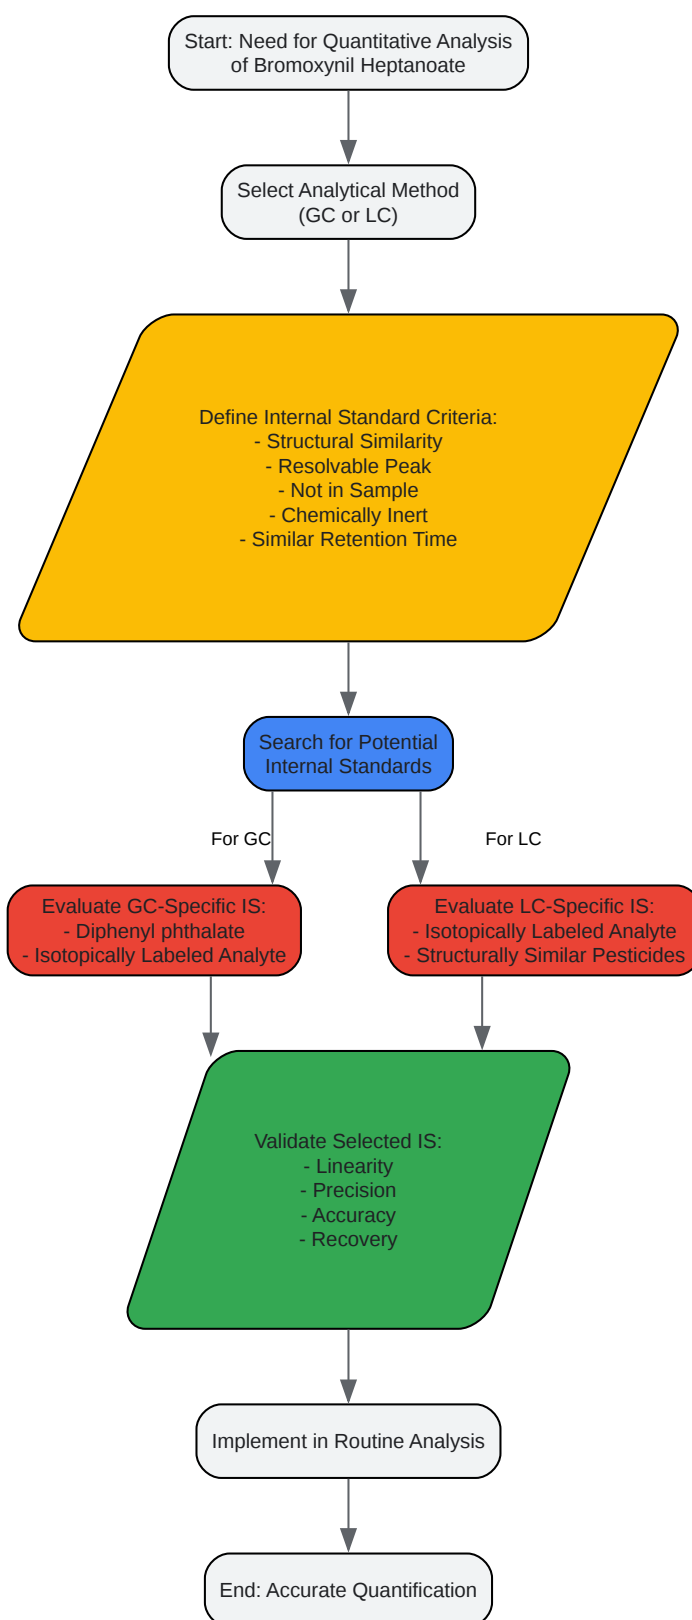 Start: Need for Quantitative Analysis
of Bromoxynil Heptanoate
Select Analytical Method
(GC or LC)
Define Internal Standard Criteria:
- Structural Similarity
- Resolvable Peak
- Not in Sample
- Chemically Inert
- Similar Retention Time
Search for Potential
Internal Standards
For GC
For LC
Evaluate GC-Specific IS:
- Diphenyl phthalate
- Isotopically Labeled Analyte
Evaluate LC-Specific IS:
- Isotopically Labeled Analyte
- Structurally Similar Pesticides
Validate Selected IS:
- Linearity
- Precision
- Accuracy
- Recovery
Implement in Routine Analysis
End: Accurate Quantification